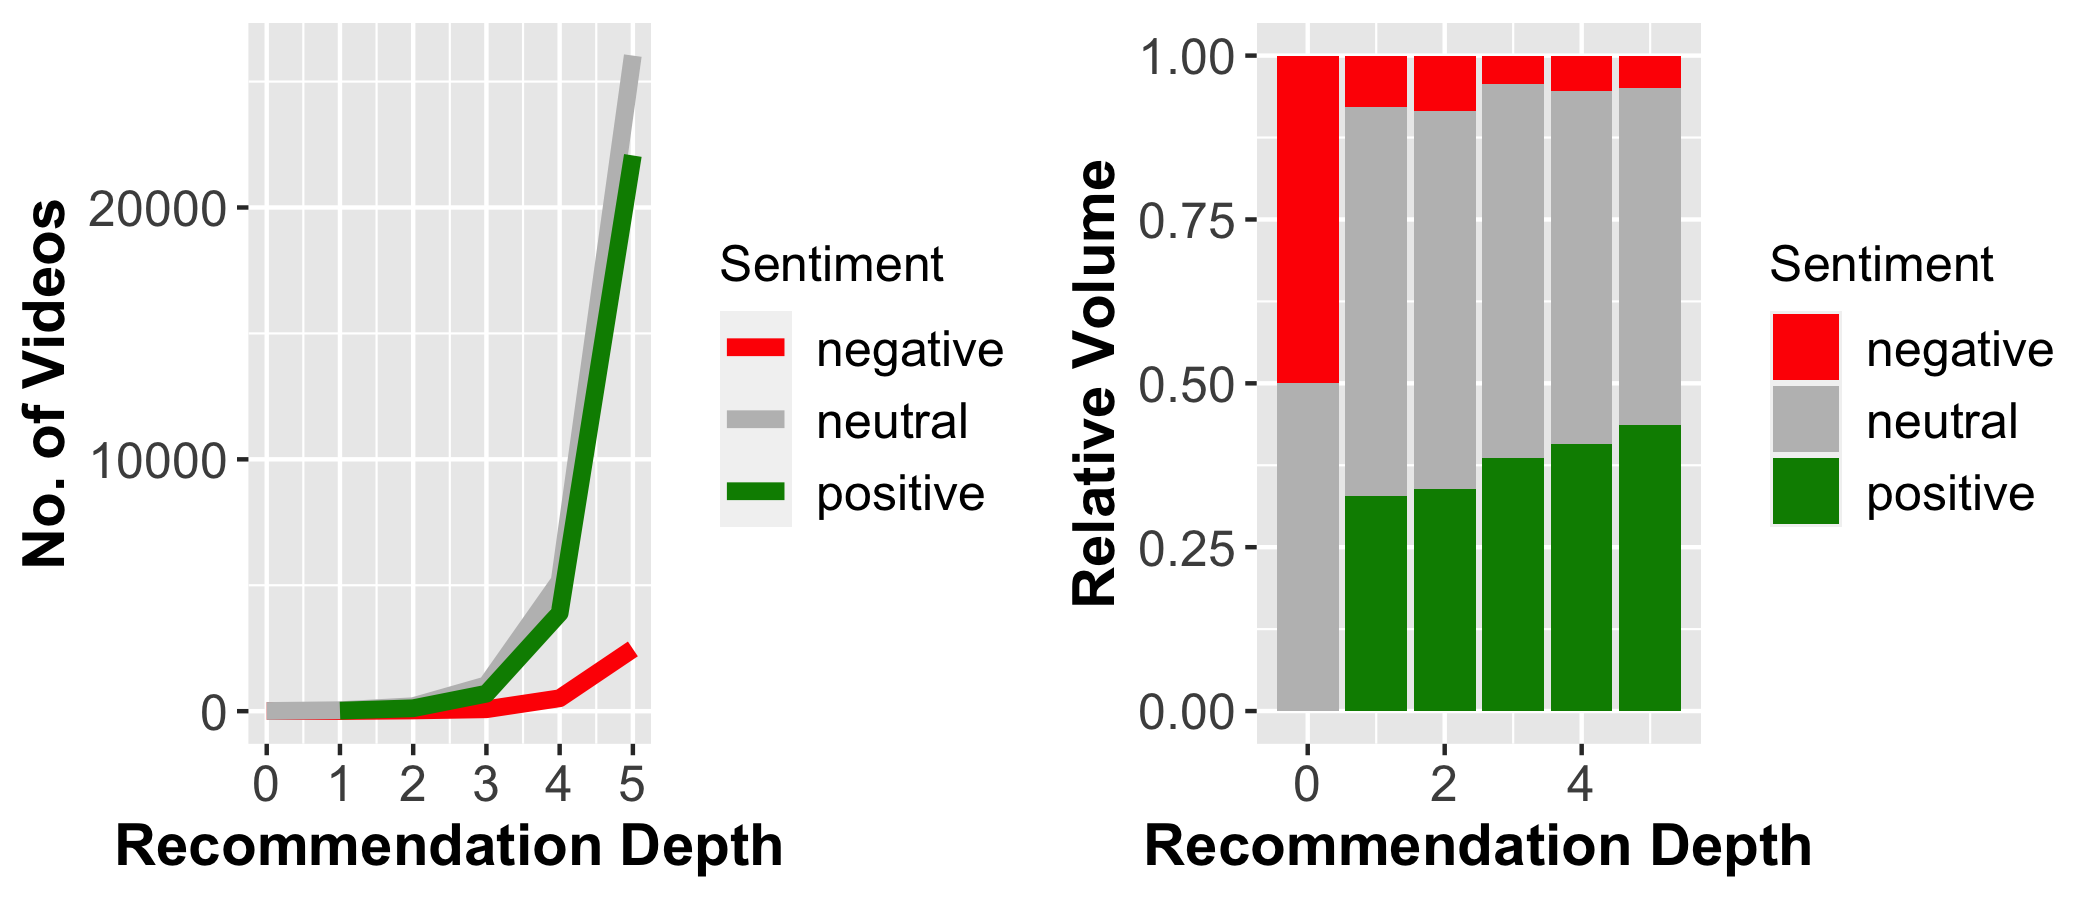 No. of Videos
20000
10000
0
0 1 2 3 4 5
Recommendation Depth
Sentiment
negative
neutral
positive
Relative Volume
1.00
0.75
0.50
0.25
0.00
0 2 4
Recommendation Depth
Sentiment
negative
neutral
positive